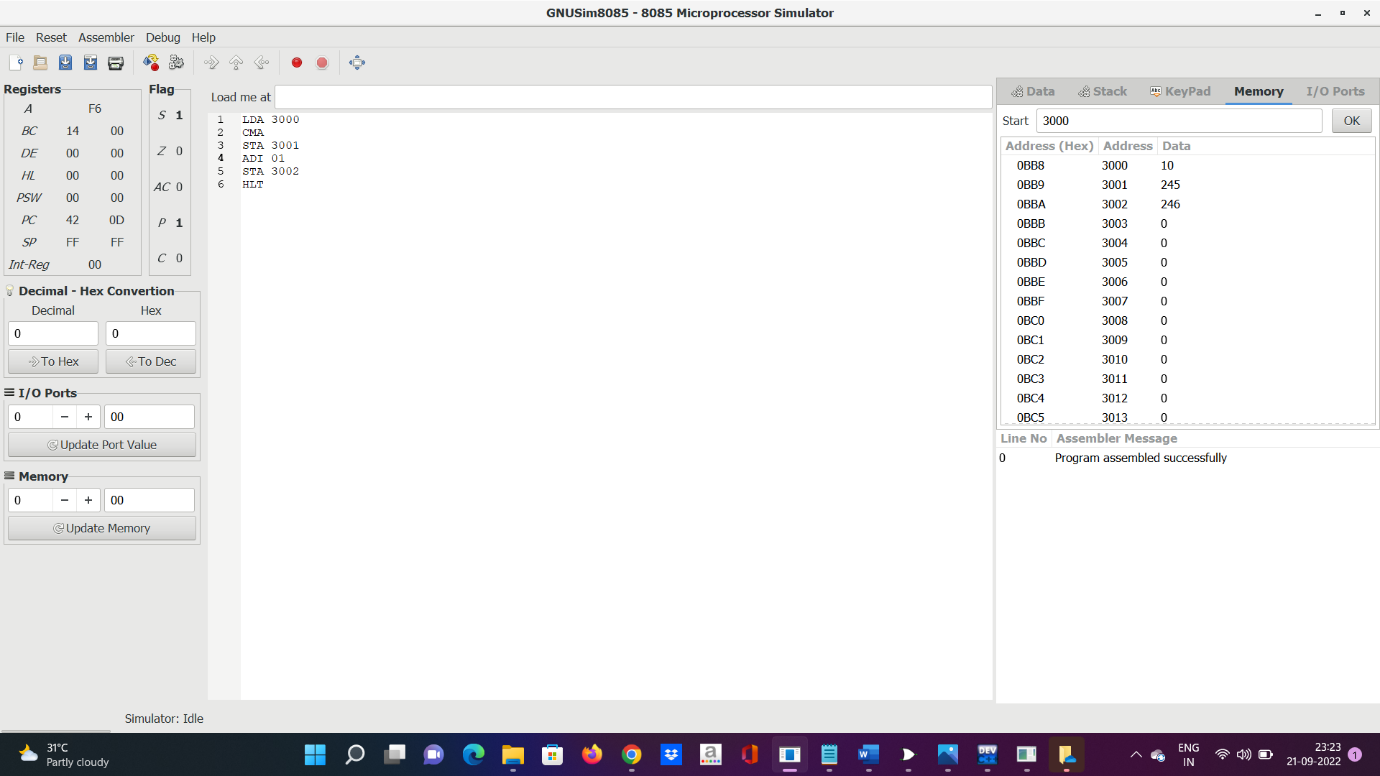 GNUSim8085 - 8085 Microprocessor Simulator
File Reset Assembler Debug Help
Registers
A F6
BC 14 00
DE 00 00
HL 00 00
PSW 00 00
PC 42 0D
SP FF FF
Int-Reg 00
Flag
S 1
Z 0
AC 0
P 1
C 0
Decimal - Hex Convertion
Decimal Hex
0 0
To Hex To Dec
I/O Ports
0 − + 00
Update Port Value
Memory
0 − + 00
Update Memory
Load me at
1 LDA 3000
2 CMA
3 STA 3001
4 ADI 01
5 STA 3002
6 HLT
Data Stack KeyPad Memory I/O Ports
Start 3000 OK
Address (Hex) Address Data
0BB8 3000 10
0BB9 3001 245
0BBA 3002 246
0BBB 3003 0
0BBC 3004 0
0BBD 3005 0
0BBE 3006 0
0BBF 3007 0
0BC0 3008 0
0BC1 3009 0
0BC2 3010 0
0BC3 3011 0
0BC4 3012 0
0BC5 3013 0
Line No Assembler Message
0 Program assembled successfully
Simulator: Idle
31°C
Partly cloudy
ENG
IN
23:23
21-09-2022
1